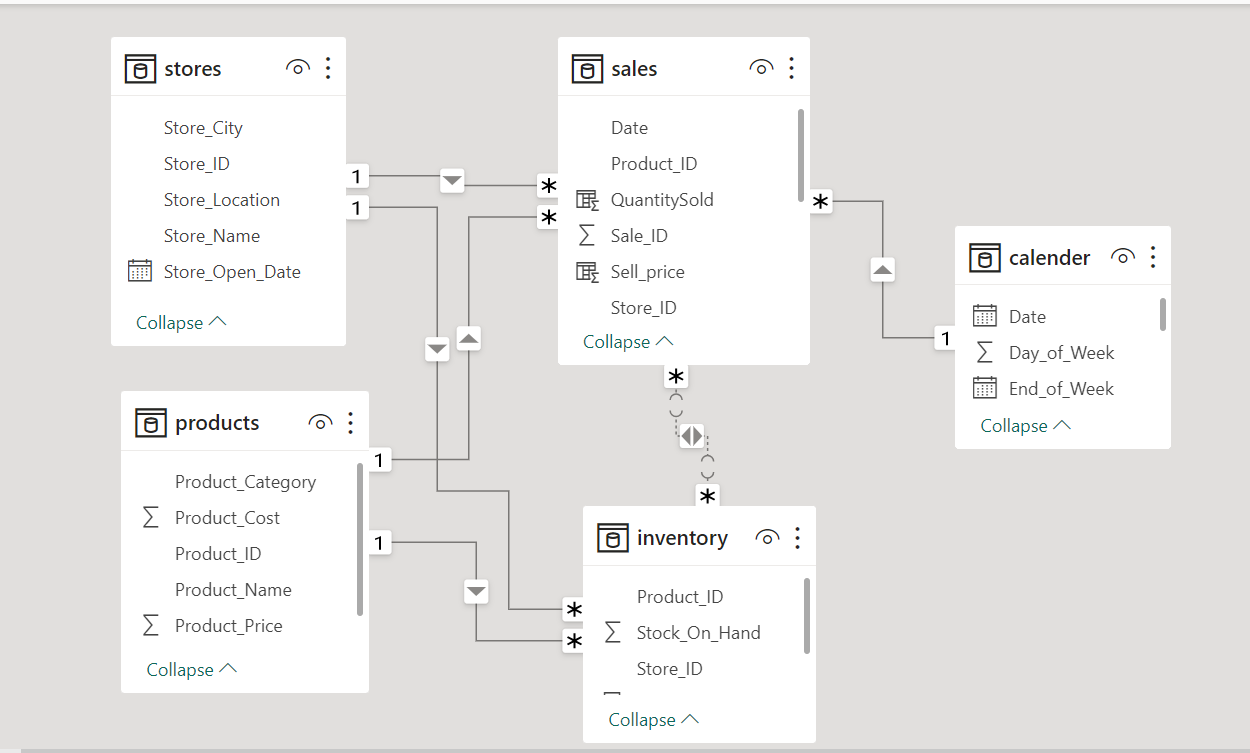 stores
Store_City
Store_ID
Store_Location
Store_Name
Store_Open_Date
Collapse
1
1
*
*
sales
Date
Product_ID
QuantitySold
Sale_ID
Sell_price
Store_ID
Collapse
*
*
1
calender
Date
Day_of_Week
End_of_Week
Collapse
products
Product_Category
Product_Cost
Product_ID
Product_Name
Product_Price
Collapse
1
1
*
*
*
inventory
Product_ID
Stock_On_Hand
Store_ID
Collapse